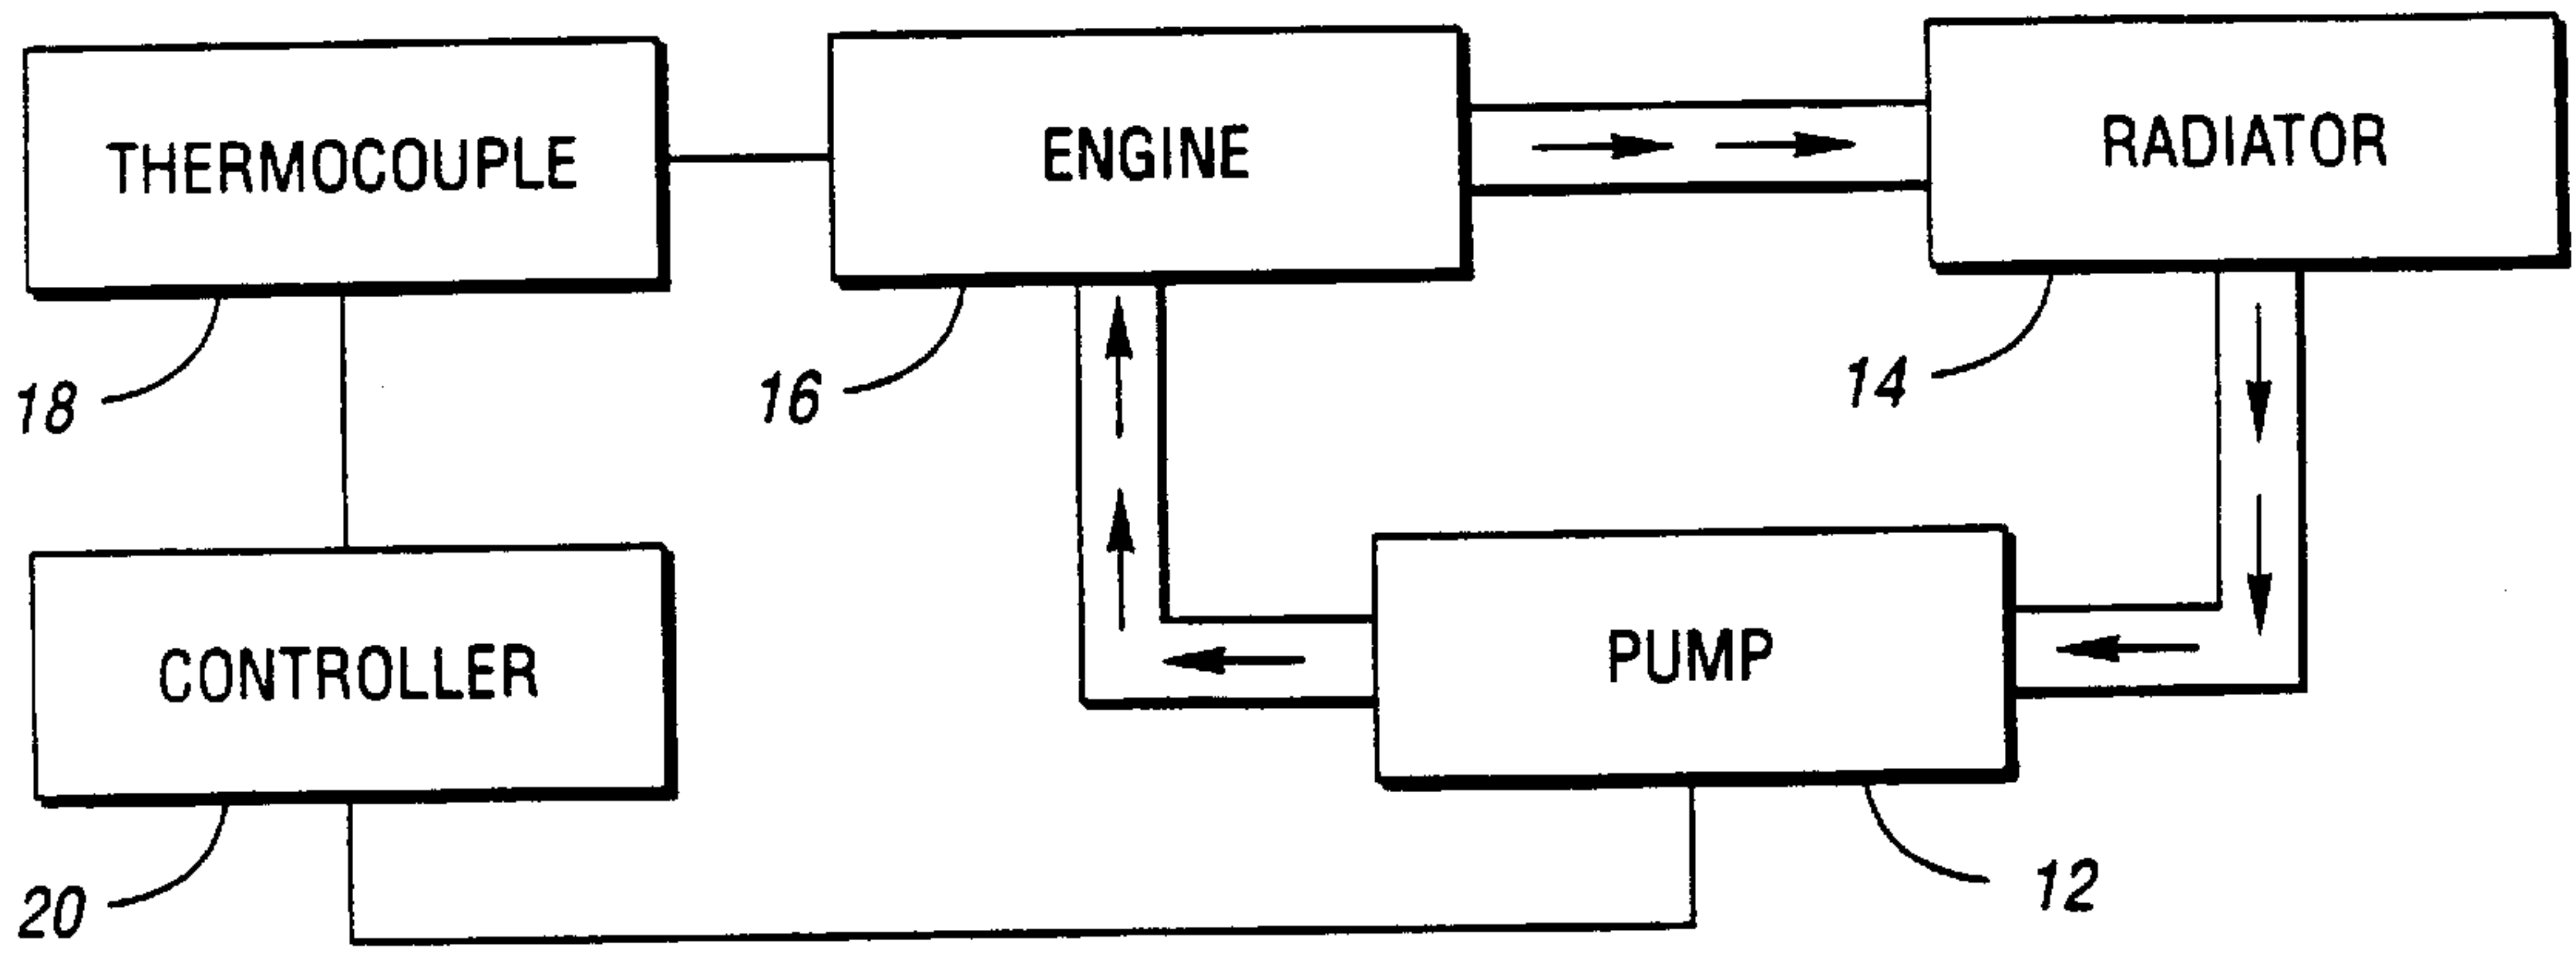 THERMOCOUPLE
ENGINE
RADIATOR
18
16
14
CONTROLLER
PUMP
20
12